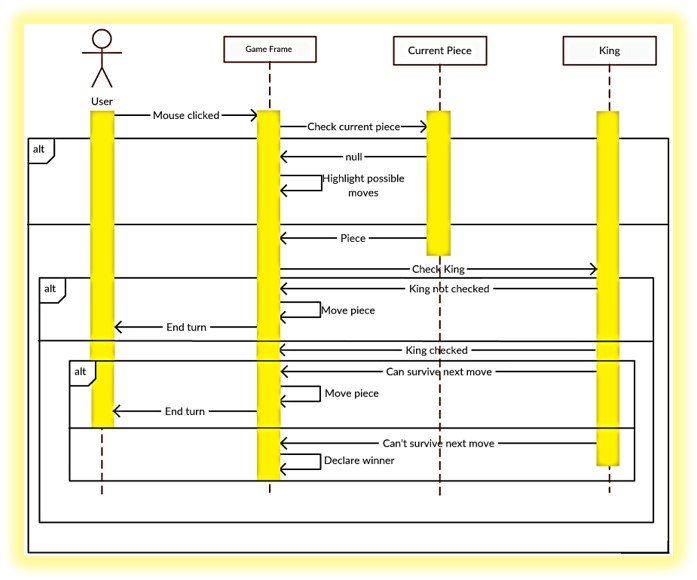 Game Frame
Current Piece
King
User
Mouse clicked
Check current piece
alt
null
Highlight possible
moves
Piece
Check King
alt
King not checked
Move piece
End turn
King checked
alt
Can survive next move
Move piece
End turn
Can't survive next move
Declare winner